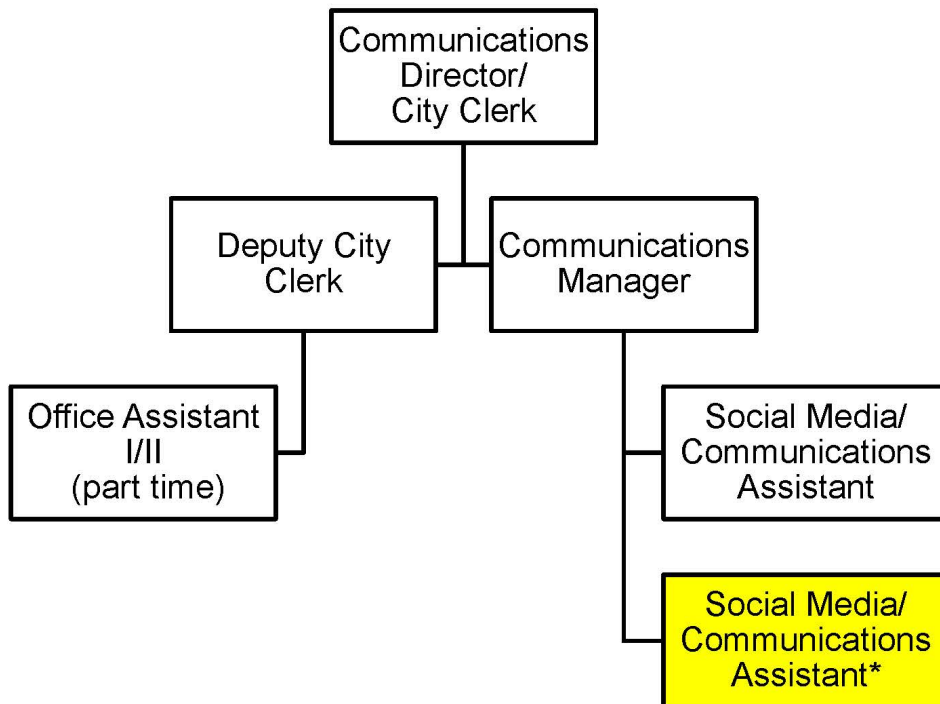 Communications
Director/
City Clerk
Deputy City
Clerk
Communications
Manager
Office Assistant
I/II
(part time)
Social Media/
Communications
Assistant
Social Media/
Communications
Assistant*